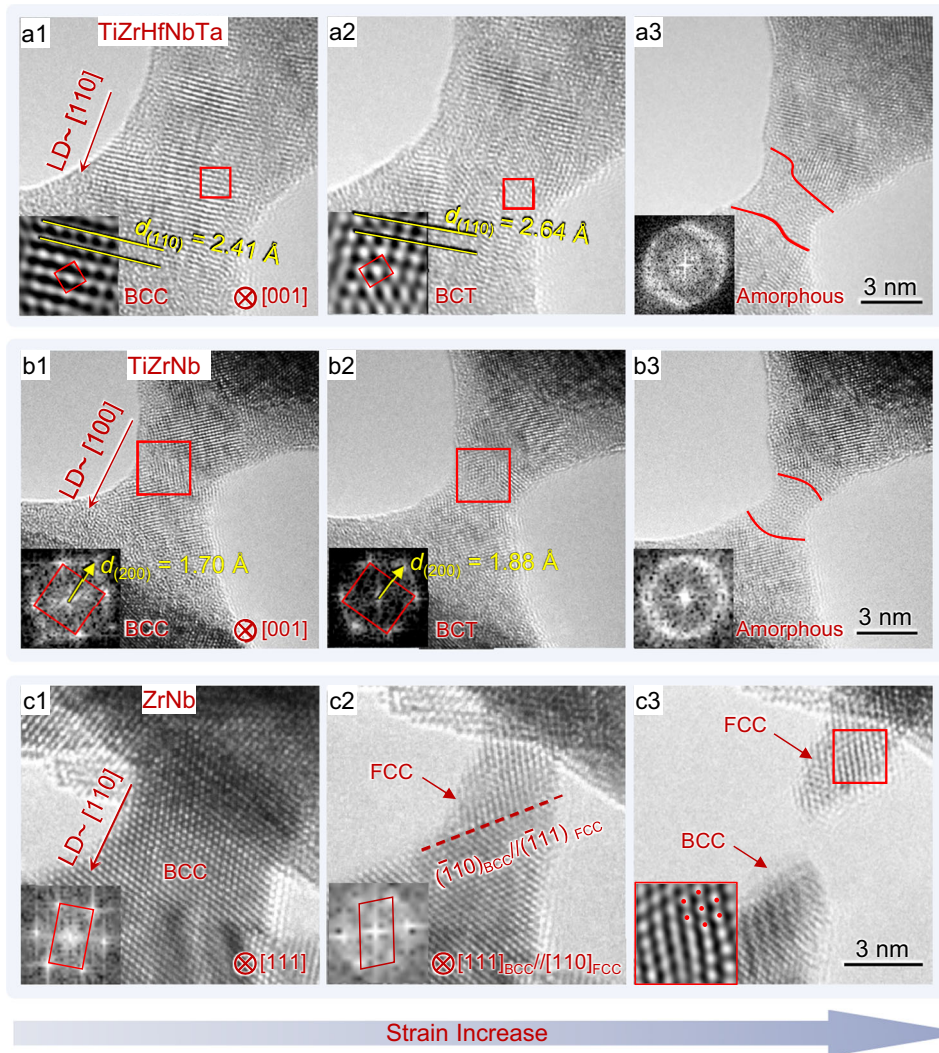 a1
TiZrHfNbTa
LD~ [110]
d(110) = 2.41 Å
BCC
⊗[001]
a2
d(110) = 2.64 Å
BCT
a3
Amorphous
3 nm
b1
TiZrNb
LD~ [100]
d(200) = 1.70 Å
BCC
⊗[001]
b2
d(200) = 1.88 Å
BCT
b3
Amorphous
3 nm
c1
ZrNb
LD~ [110]
BCC
⊗[111]
c2
FCC
(1̄10)BCC//(1̄11) FCC
⊗[111]BCC//[110]FCC
c3
FCC
BCC
3 nm
Strain Increase